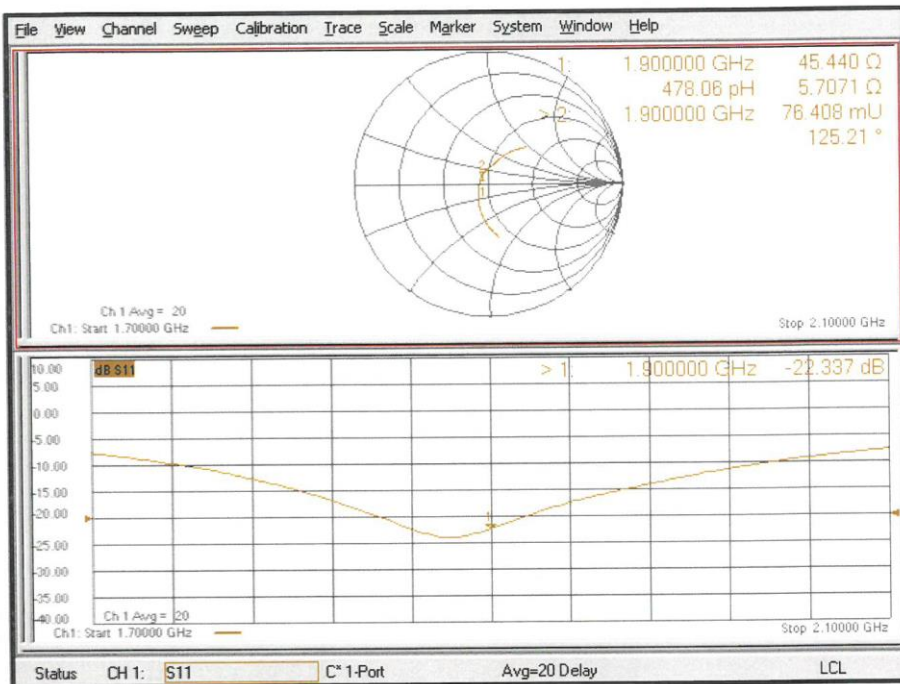 File View Channel Sweep Calibration Trace Scale Marker System Window Help
1: 1.900000 GHz 45.440 Ω
478.06 pH 5.7071 Ω
> 2: 1.900000 GHz 76.408 mU
125.21 °
2
1
Ch 1 Avg = 20
Ch1: Start 1.70000 GHz
Stop 2.10000 GHz
10.00
dB S11
> 1: 1.900000 GHz -22.337 dB
5.00
0.00
-5.00
-10.00
-15.00
-20.00
-25.00
-30.00
-35.00
-40.00
1
Ch 1 Avg = 20
Ch1: Start 1.70000 GHz
Stop 2.10000 GHz
Status CH 1: S11 C* 1-Port Avg=20 Delay LCL